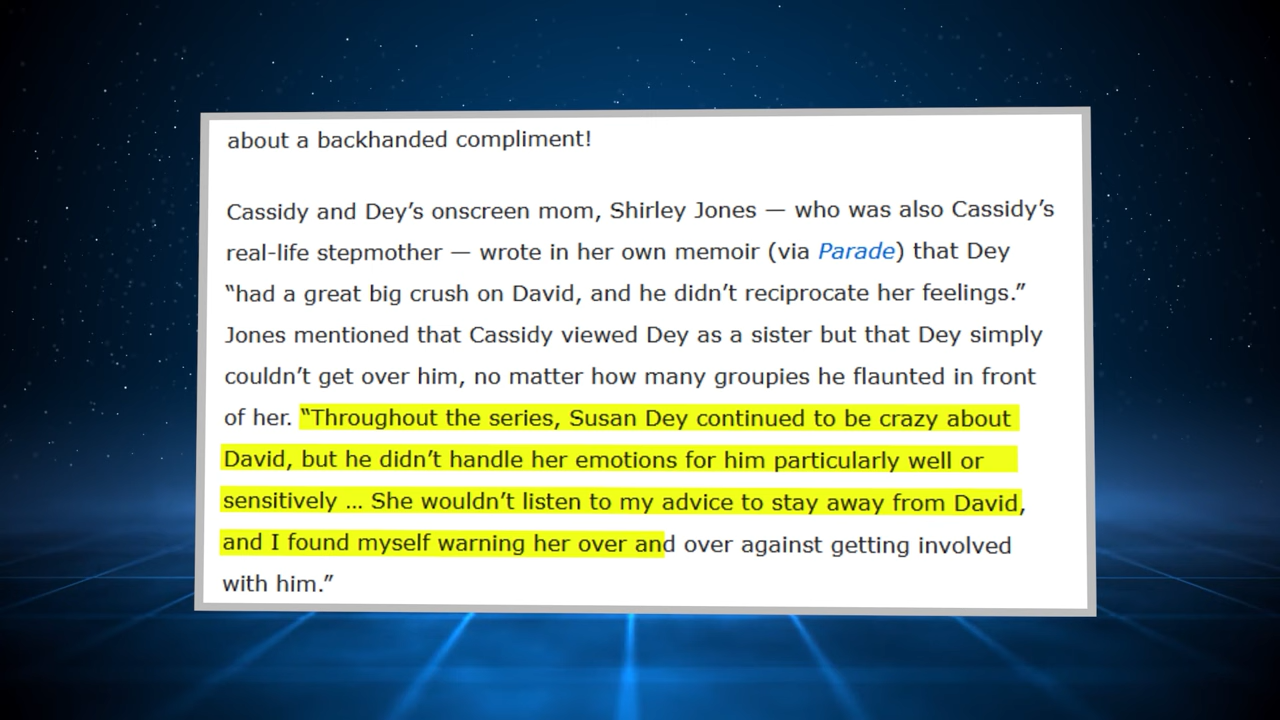 about a backhanded compliment!
Cassidy and Dey’s onscreen mom, Shirley Jones — who was also Cassidy’s
real-life stepmother — wrote in her own memoir (via Parade) that Dey
“had a great big crush on David, and he didn’t reciprocate her feelings.”
Jones mentioned that Cassidy viewed Dey as a sister but that Dey simply
couldn’t get over him, no matter how many groupies he flaunted in front
of her. “Throughout the series, Susan Dey continued to be crazy about
David, but he didn’t handle her emotions for him particularly well or
sensitively ... She wouldn’t listen to my advice to stay away from David,
and I found myself warning her over and over against getting involved
with him.”